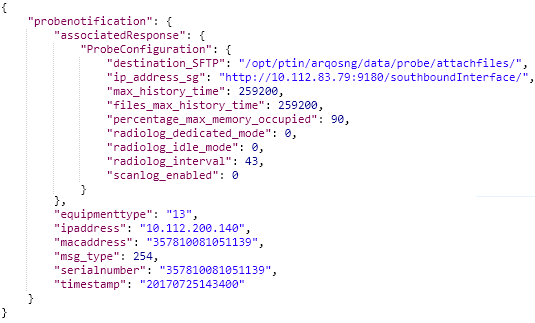 {
    "probenotification": {
        "associatedResponse": {
            "ProbeConfiguration": {
                "destination_SFTP": "/opt/ptin/arqosng/data/probe/attachfiles/",
                "ip_address_sg": "http://10.112.83.79:9180/southboundInterface/",
                "max_history_time": 259200,
                "files_max_history_time": 259200,
                "percentage_max_memory_occupied": 90,
                "radiolog_dedicated_mode": 0,
                "radiolog_idle_mode": 0,
                "radiolog_interval": 43,
                "scanlog_enabled": 0
            }
        },
        "equipmenttype": "13",
        "ipaddress": "10.112.200.140",
        "macaddress": "357810081051139",
        "msg_type": 254,
        "serialnumber": "357810081051139",
        "timestamp": "20170725143400"
    }
}